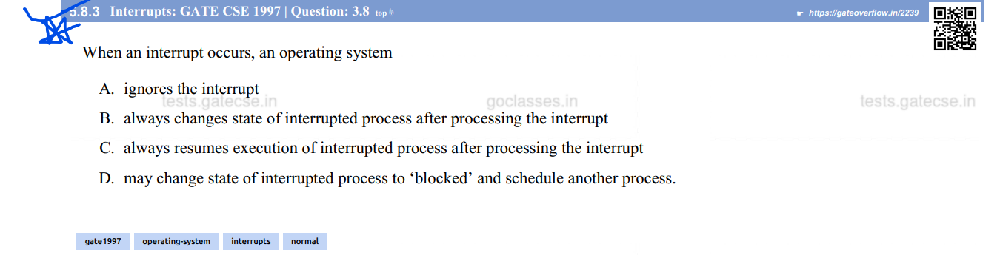 5.8.3 Interrupts: GATE CSE 1997 | Question: 3.8 top
https://gateoverflow.in/2239
When an interrupt occurs, an operating system
A. ignores the interrupt
tests.gatecse.in goclasses.in tests.gatecse.in
B. always changes state of interrupted process after processing the interrupt
C. always resumes execution of interrupted process after processing the interrupt
D. may change state of interrupted process to ‘blocked’ and schedule another process.
gate1997 operating-system interrupts normal